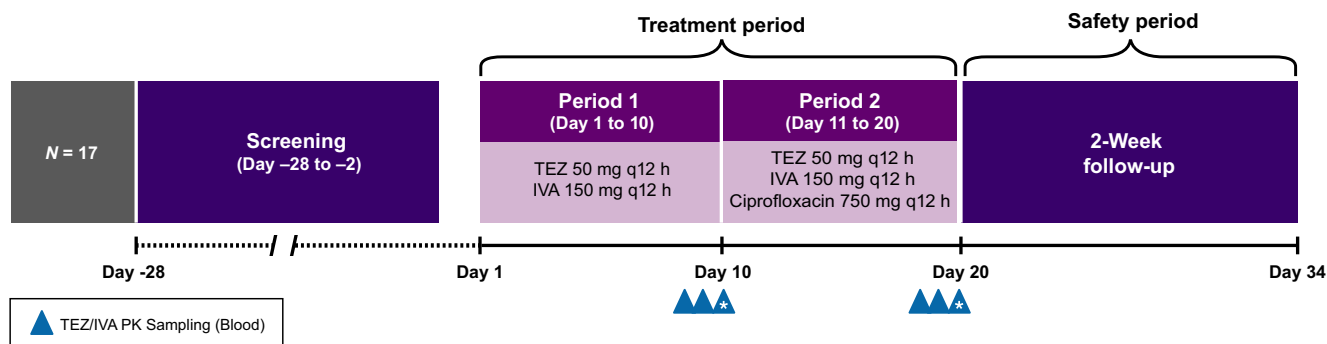 Treatment period
Safety period
N = 17
Screening
(Day –28 to –2)
Period 1
(Day 1 to 10)
TEZ 50 mg q12 h
IVA 150 mg q12 h
Period 2
(Day 11 to 20)
TEZ 50 mg q12 h
IVA 150 mg q12 h
Ciprofloxacin 750 mg q12 h
2-Week
follow-up
Day -28
Day 1
Day 10
Day 20
Day 34
*
*
TEZ/IVA PK Sampling (Blood)